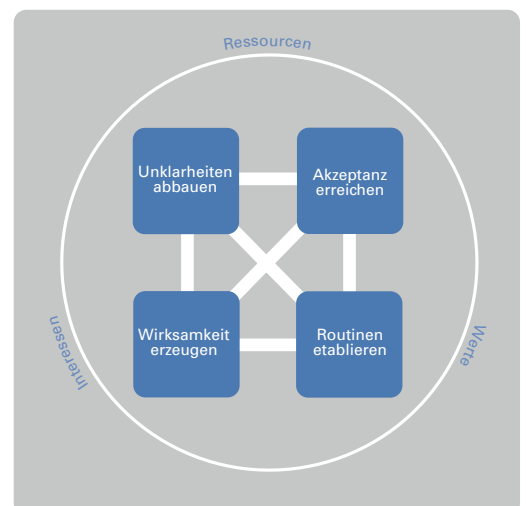 Ressourcen
Unklarheiten
abbauen
Akzeptanz
erreichen
Interessen
Werte
Wirksamkeit
erzeugen
Routinen
etablieren